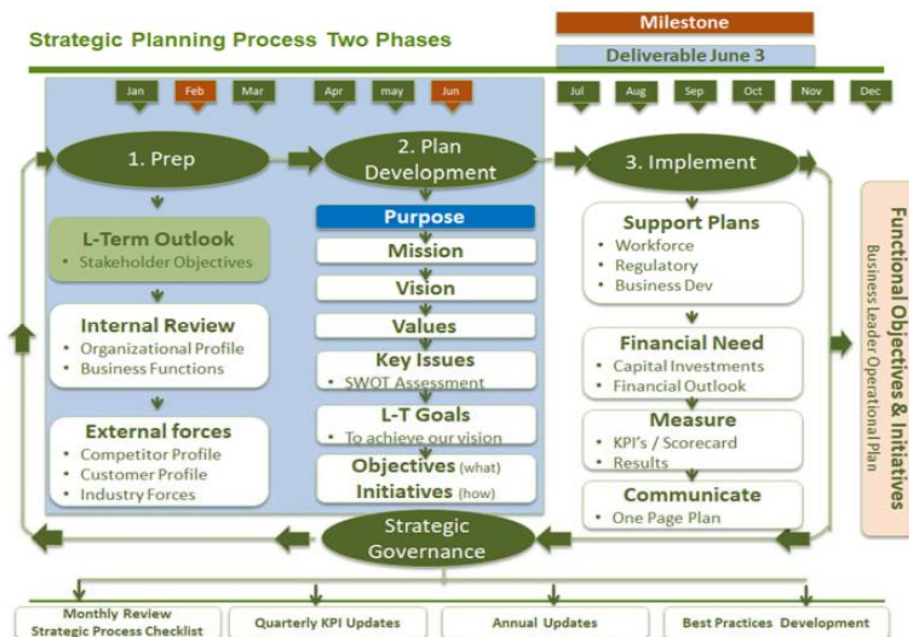 Strategic Planning Process Two Phases
Milestone
Deliverable June 3
Jan
Feb
Mar
Apr
may
Jun
Jul
Aug
Sep
Oct
Nov
Dec
1. Prep
2. Plan
Development
3. Implement
L-Term Outlook
• Stakeholder Objectives
Internal Review
• Organizational Profile
• Business Functions
External forces
• Competitor Profile
• Customer Profile
• Industry Forces
Purpose
Mission
Vision
Values
Key Issues
• SWOT Assessment
L-T Goals
• To achieve our vision
Objectives (what)
Initiatives (how)
Support Plans
• Workforce
• Regulatory
• Business Dev
Financial Need
• Capital Investments
• Financial Outlook
Measure
• KPI's / Scorecard
• Results
Communicate
• One Page Plan
Functional Objectives & Initiatives
Business Leader Operational Plan
Strategic
Governance
Monthly Review
Strategic Process Checklist
Quarterly KPI Updates
Annual Updates
Best Practices Development